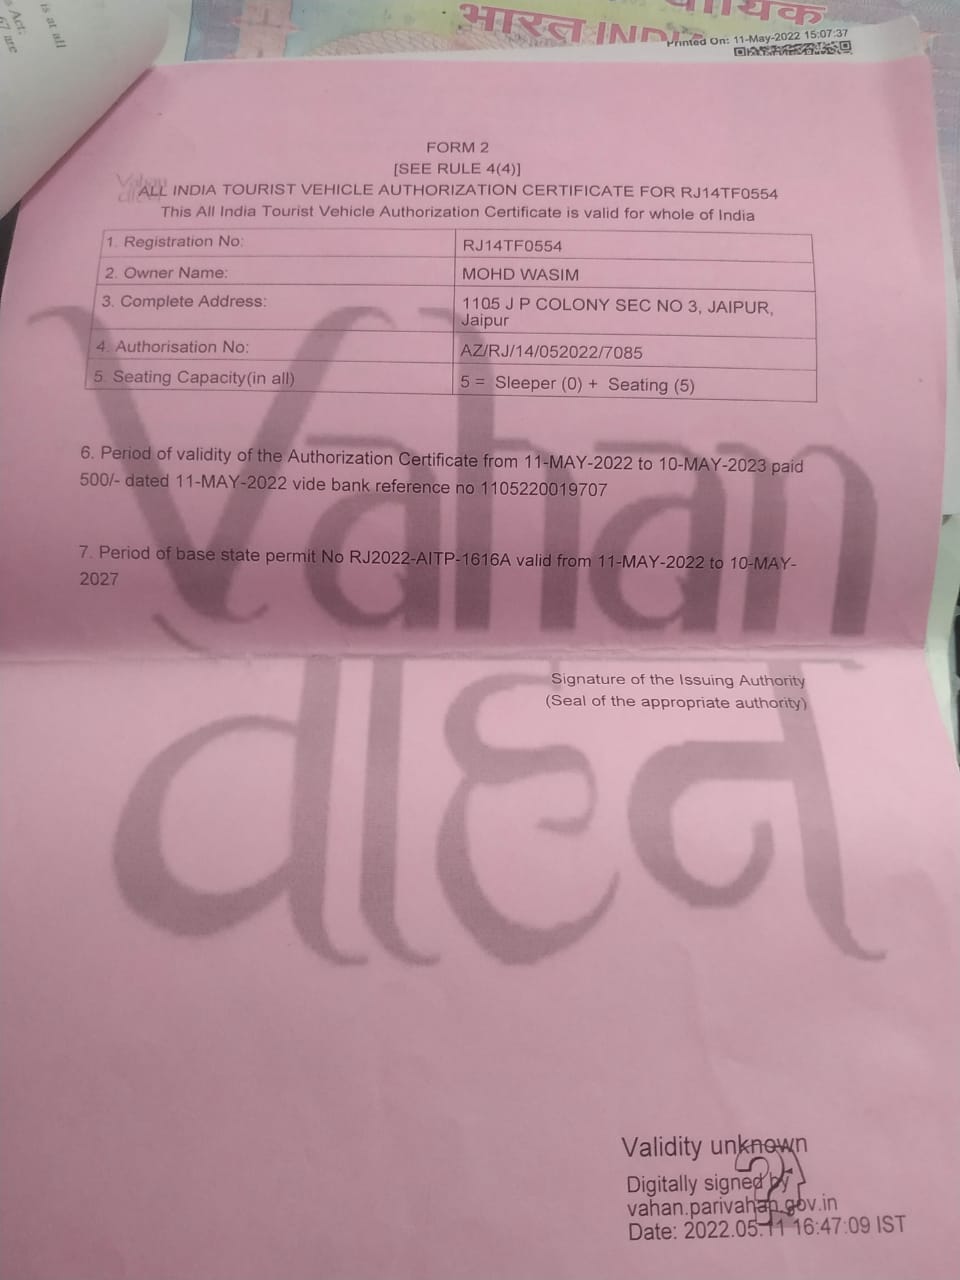 s Act.
67 are
is at all
भारत INDI
Printed On: 11-May-2022 15:07:37
FORM 2
[SEE RULE 4(4)]
ALL INDIA TOURIST VEHICLE AUTHORIZATION CERTIFICATE FOR RJ14TF0554
This All India Tourist Vehicle Authorization Certificate is valid for whole of India
1. Registration No: RJ14TF0554
2. Owner Name: MOHD WASIM
3. Complete Address: 1105 J P COLONY SEC NO 3, JAIPUR,
Jaipur
4. Authorisation No: AZ/RJ/14/052022/7085
5. Seating Capacity(in all) 5 = Sleeper (0) + Seating (5)
6. Period of validity of the Authorization Certificate from 11-MAY-2022 to 10-MAY-2023 paid
500/- dated 11-MAY-2022 vide bank reference no 1105220019707
7. Period of base state permit No RJ2022-AITP-1616A valid from 11-MAY-2022 to 10-MAY-
2027
Vahan
वाहन
Signature of the Issuing Authority
(Seal of the appropriate authority)
Validity unknown
Digitally signed by
vahan.parivahan.gov.in
Date: 2022.05.11 16:47:09 IST